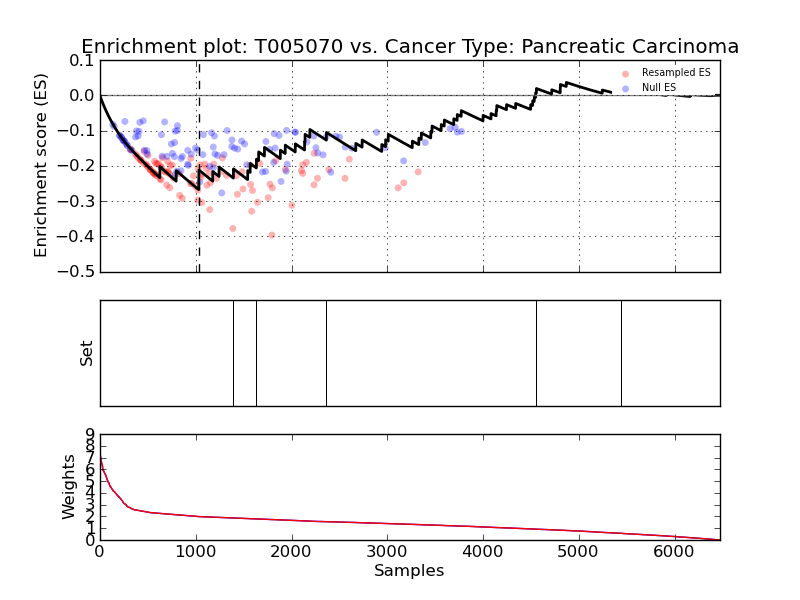 Enrichment plot: T005070 vs. Cancer Type: Pancreatic Carcinoma
Enrichment score (ES)
0.1
0.0
−0.1
−0.2
−0.3
−0.4
−0.5
Resampled ES
Null ES
Set
Weights
9
8
7
6
5
4
3
2
1
0
0 1000 2000 3000 4000 5000 6000
Samples